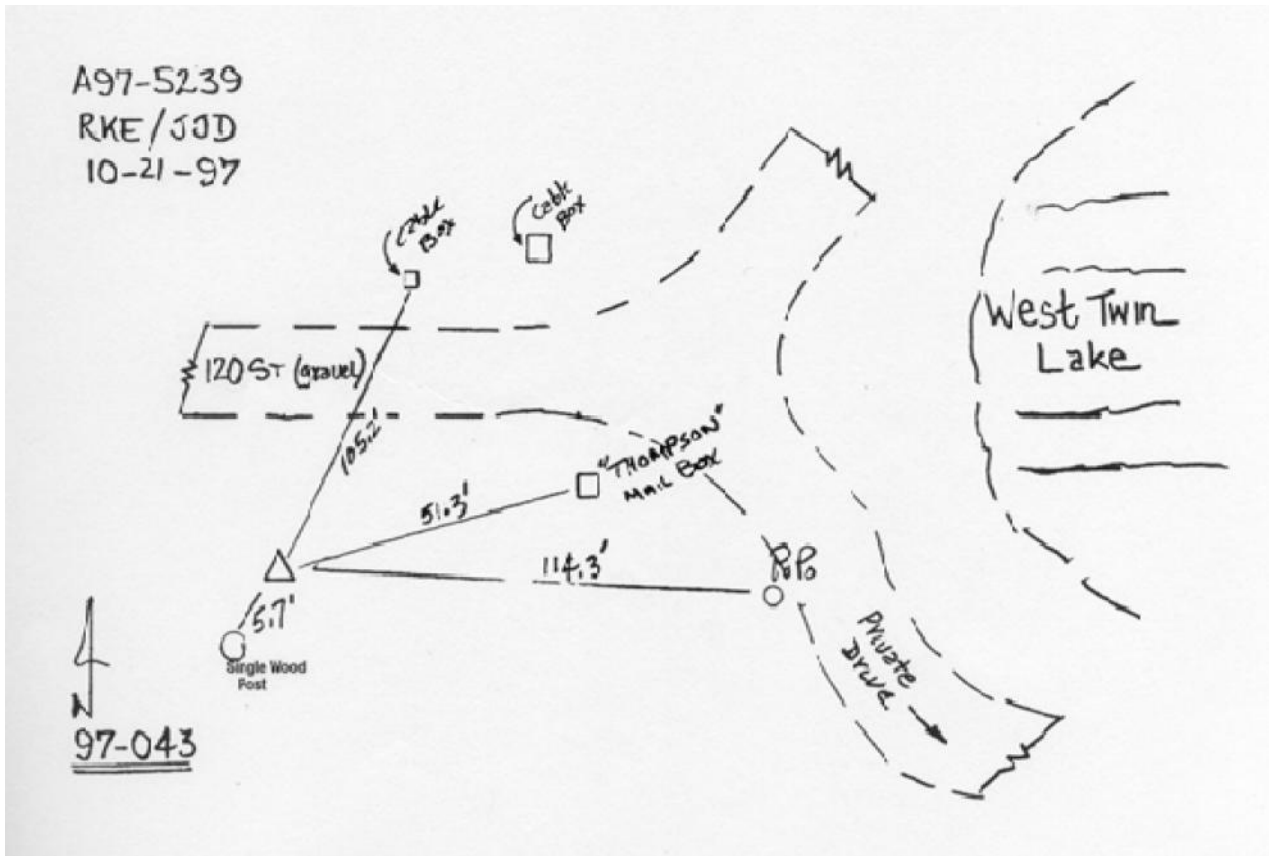 A97-5239
RKE/JJD
10-21-97
Cable
Box
Cable
Box
120 ST (gravel)
West Twin
Lake
105.2'
"THOMPSON"
Mail Box
51.3'
114.3'
P.P.
5.7'
Single Wood
Post
Private
Drive
N
97-043